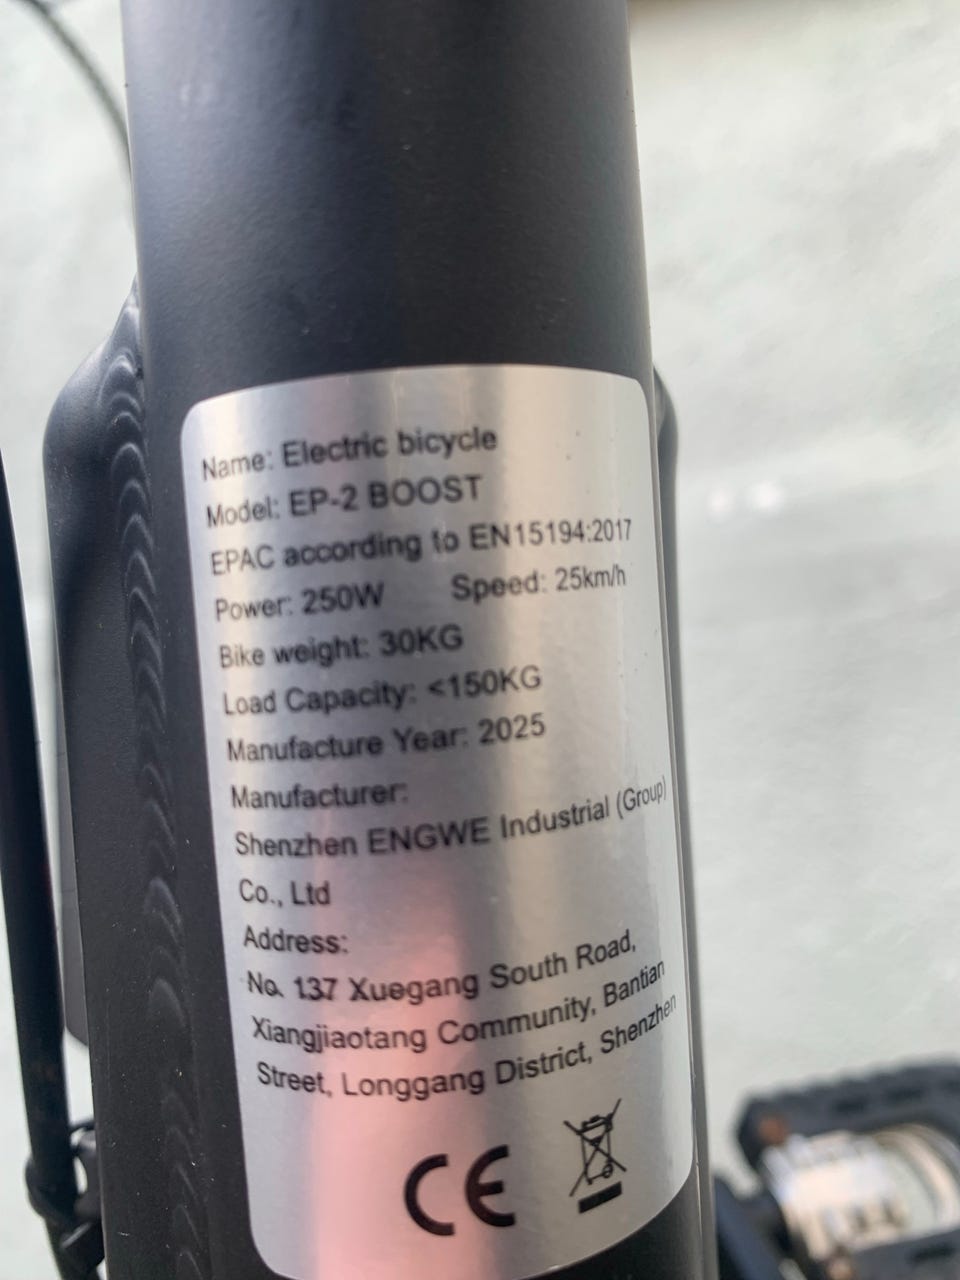 Name: Electric bicycle
Model: EP-2 BOOST
EPAC according to EN15194:2017
Power: 250W Speed: 25km/h
Bike weight: 30KG
Load Capacity: <150KG
Manufacture Year: 2025
Manufacturer:
Shenzhen ENGWE Industrial (Group)
Co., Ltd
Address:
No. 137 Xuegang South Road,
Xiangjiaotang Community, Bantian
Street, Longgang District, Shenzhen
CE